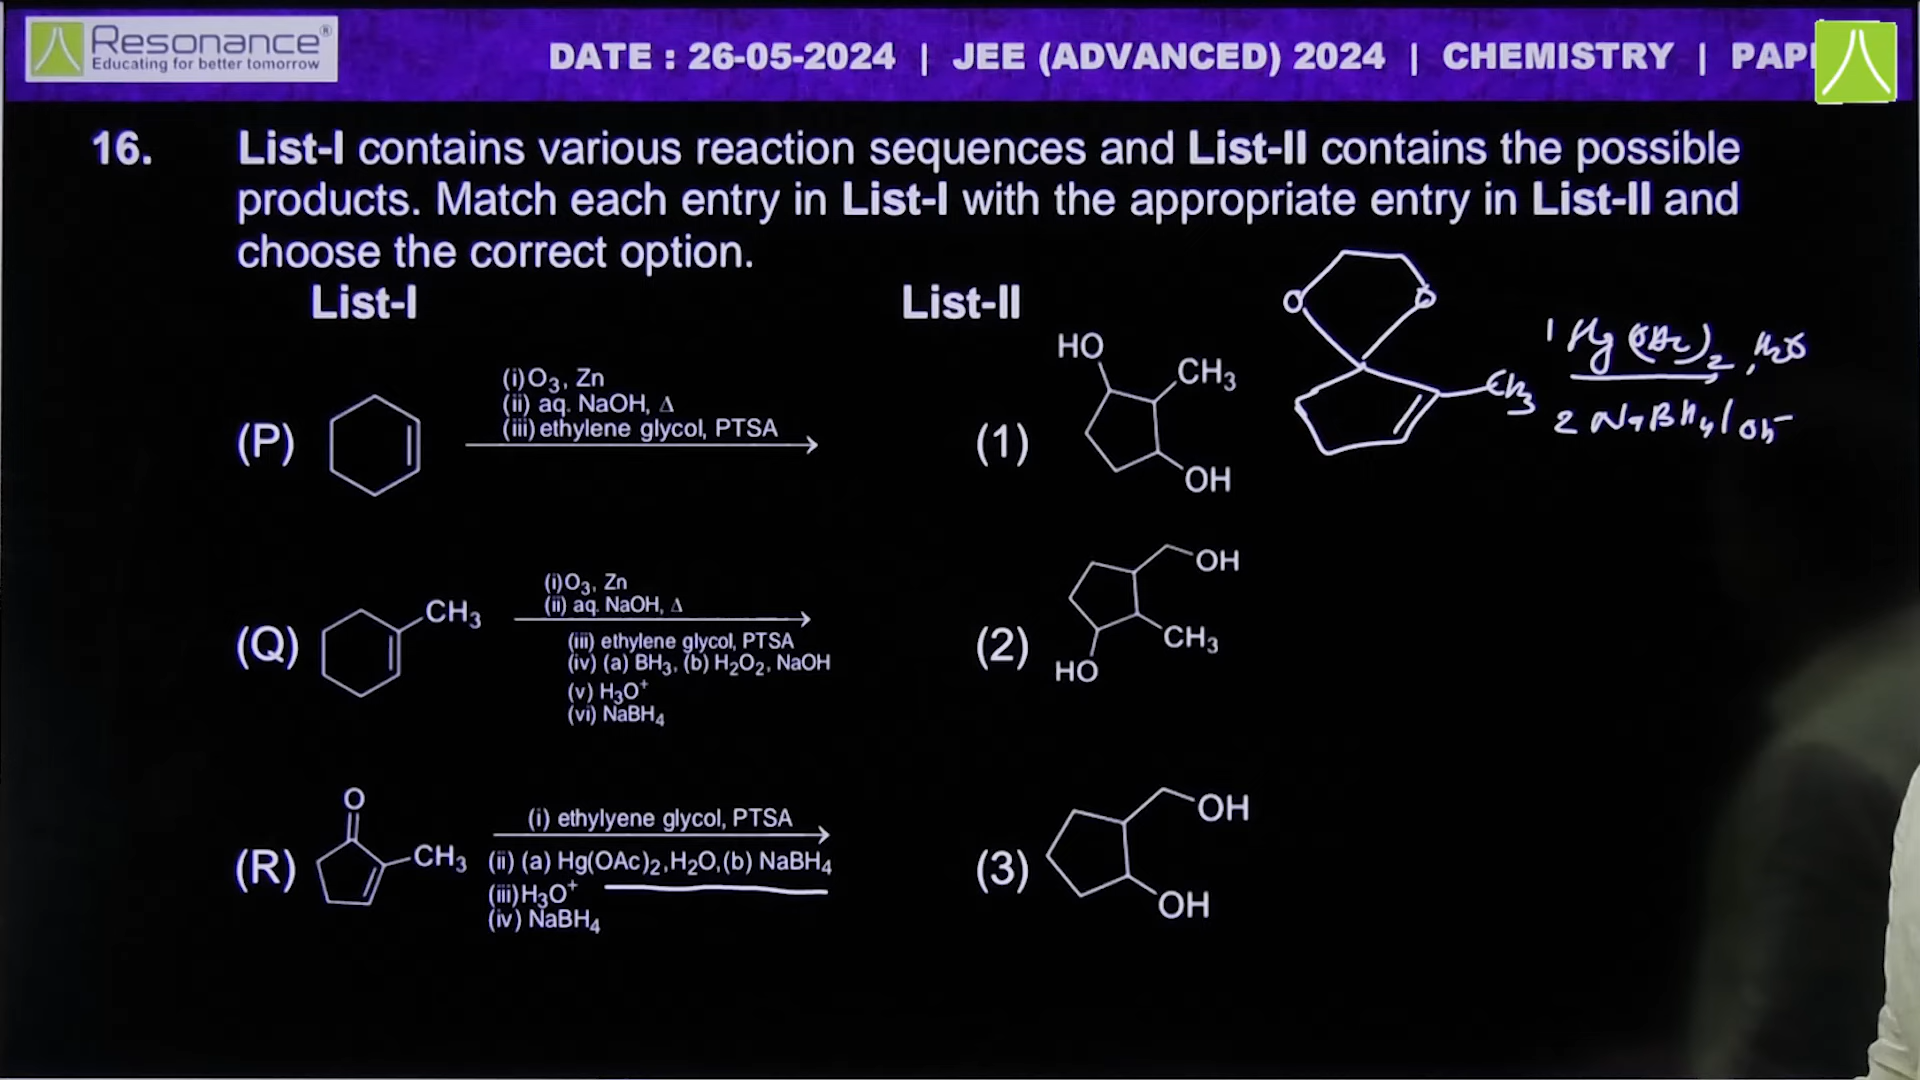 Resonance®
Educating for better tomorrow
DATE : 26-05-2024 | JEE (ADVANCED) 2024 | CHEMISTRY |
16. List-I contains various reaction sequences and List-II contains the possible
products. Match each entry in List-I with the appropriate entry in List-II and
choose the correct option.
List-I
List-II
(P)
(i) O₃, Zn
(ii) aq. NaOH, Δ
(iii) ethylene glycol, PTSA
(1)
HO
CH₃
OH
O O
CH₃
1 Hg(OAc)₂, H₂O
2 NaBH₄/OH⁻
(Q)
CH₃
(i) O₃, Zn
(ii) aq. NaOH, Δ
(iii) ethylene glycol, PTSA
(iv) (a) BH₃, (b) H₂O₂, NaOH
(v) H₃O⁺
(vi) NaBH₄
(2)
OH
CH₃
HO
(R)
O
CH₃
(i) ethylyene glycol, PTSA
(ii) (a) Hg(OAc)₂,H₂O,(b) NaBH₄
(iii)H₃O⁺
(iv) NaBH₄
(3)
OH
OH